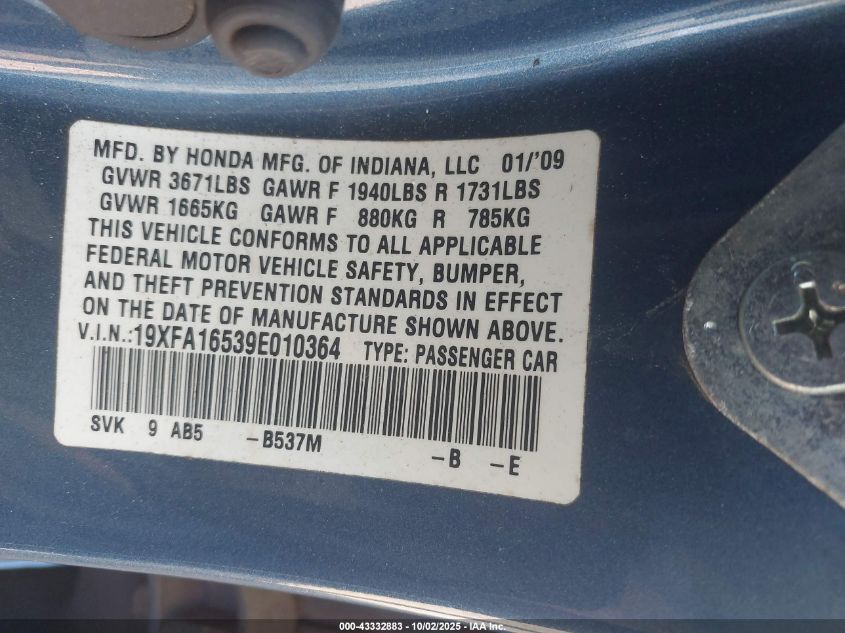 MFD. BY HONDA MFG. OF INDIANA, LLC 01/'09
GVWR 3671LBS GAWR F 1940LBS R 1731LBS
GVWR 1665KG GAWR F 880KG R 785KG
THIS VEHICLE CONFORMS TO ALL APPLICABLE
FEDERAL MOTOR VEHICLE SAFETY, BUMPER,
AND THEFT PREVENTION STANDARDS IN EFFECT
ON THE DATE OF MANUFACTURE SHOWN ABOVE.
V.I.N.:19XFA16539E010364 TYPE: PASSENGER CAR
SVK 9 AB5 -B537M -B -E
000-43332883 - 10/02/2025 - IAA, Inc.